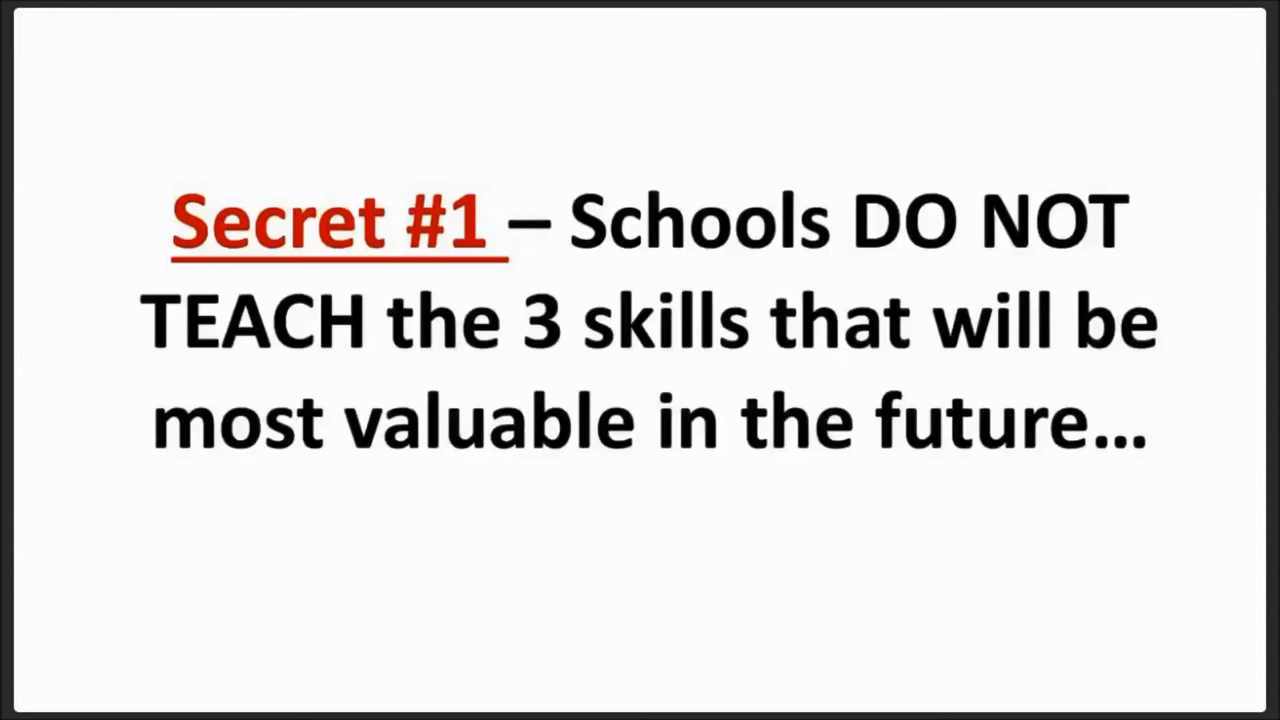 Secret #1 – Schools DO NOT
TEACH the 3 skills that will be
most valuable in the future...